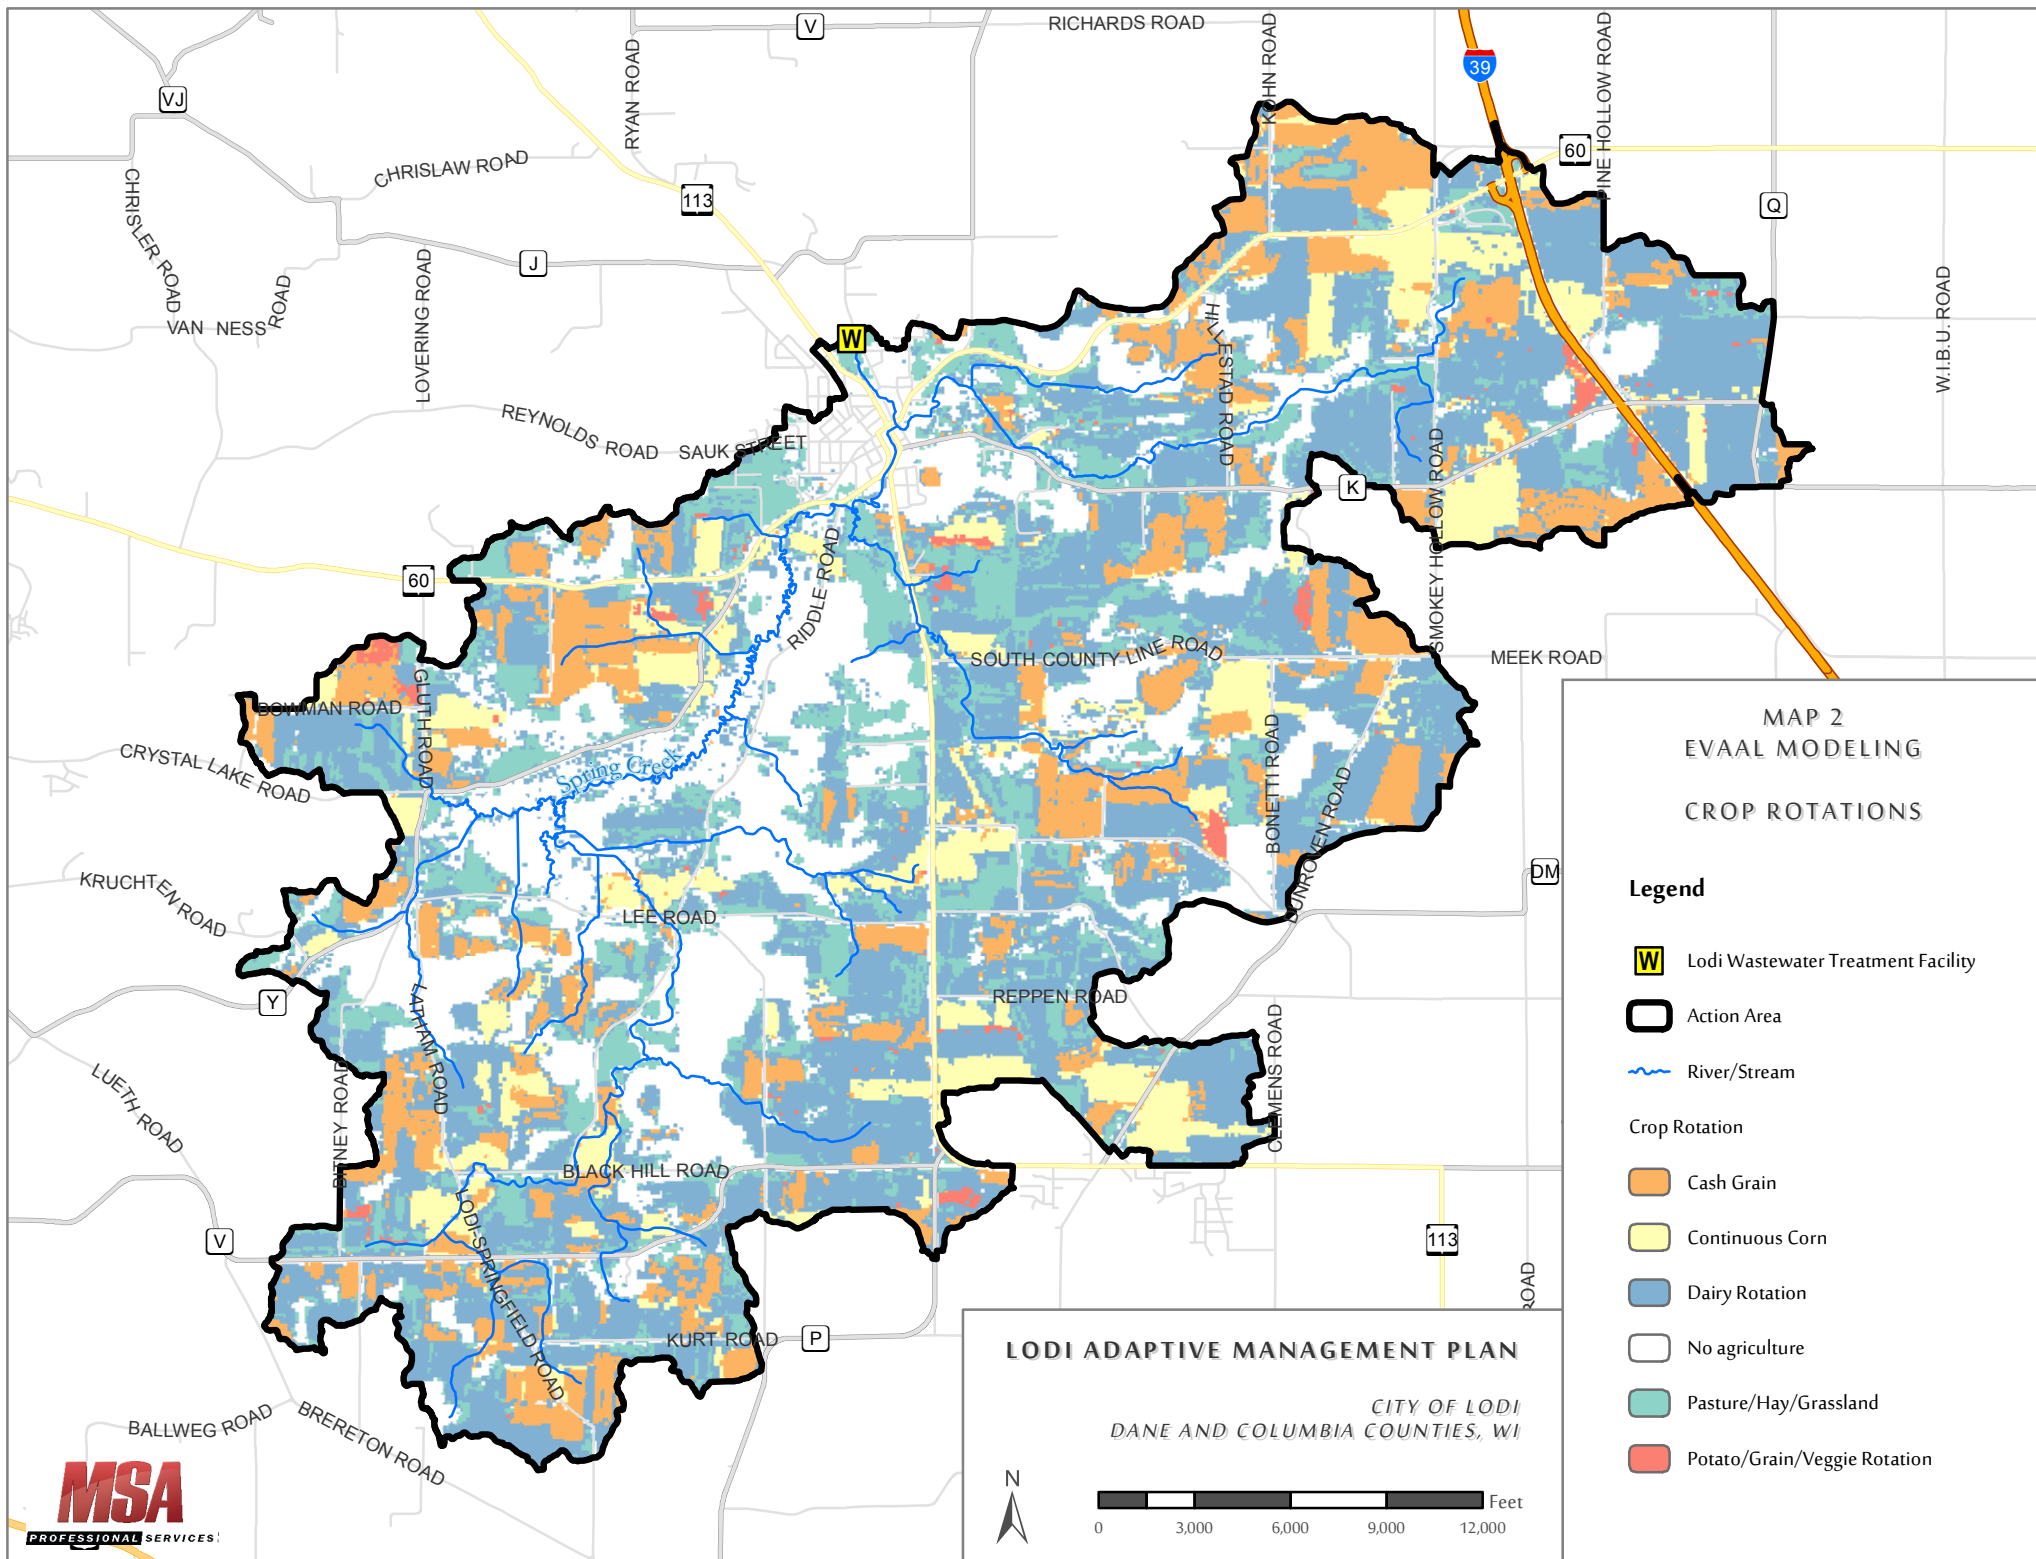 V
RICHARDS ROAD
39
VJ
RYAN ROAD
KOHN ROAD
PINE HOLLOW ROAD
60
CHRISLAW ROAD
113
Q
CHRISLER ROAD
J
VAN NESS ROAD
LOVERING ROAD
W.I.B.U. ROAD
W
HILLESTAD ROAD
REYNOLDS ROAD
SAUK STREET
K
SMOKEY HOLLOW ROAD
60
RIDDLE ROAD
SOUTH COUNTY LINE ROAD
MEEK ROAD
BOWMAN ROAD
GLUTH ROAD
CRYSTAL LAKE ROAD
Spring Creek
BONETTI ROAD
DUNROVEN ROAD
DM
KRUCHTEN ROAD
LEE ROAD
Y
LATHAM ROAD
REPPEN ROAD
CLEMENS ROAD
LUETH ROAD
BITNEY ROAD
BLACK HILL ROAD
V
LODI-SPRINGFIELD ROAD
113
ROAD
KURT ROAD
P
BALLWEG ROAD
BRERETON ROAD
MAP 2
EVAAL MODELING
CROP ROTATIONS
Legend
W Lodi Wastewater Treatment Facility
Action Area
River/Stream
Crop Rotation
Cash Grain
Continuous Corn
Dairy Rotation
No agriculture
Pasture/Hay/Grassland
Potato/Grain/Veggie Rotation
LODI ADAPTIVE MANAGEMENT PLAN
CITY OF LODI
DANE AND COLUMBIA COUNTIES, WI
N
Feet
0 3,000 6,000 9,000 12,000
MSA
PROFESSIONAL SERVICES